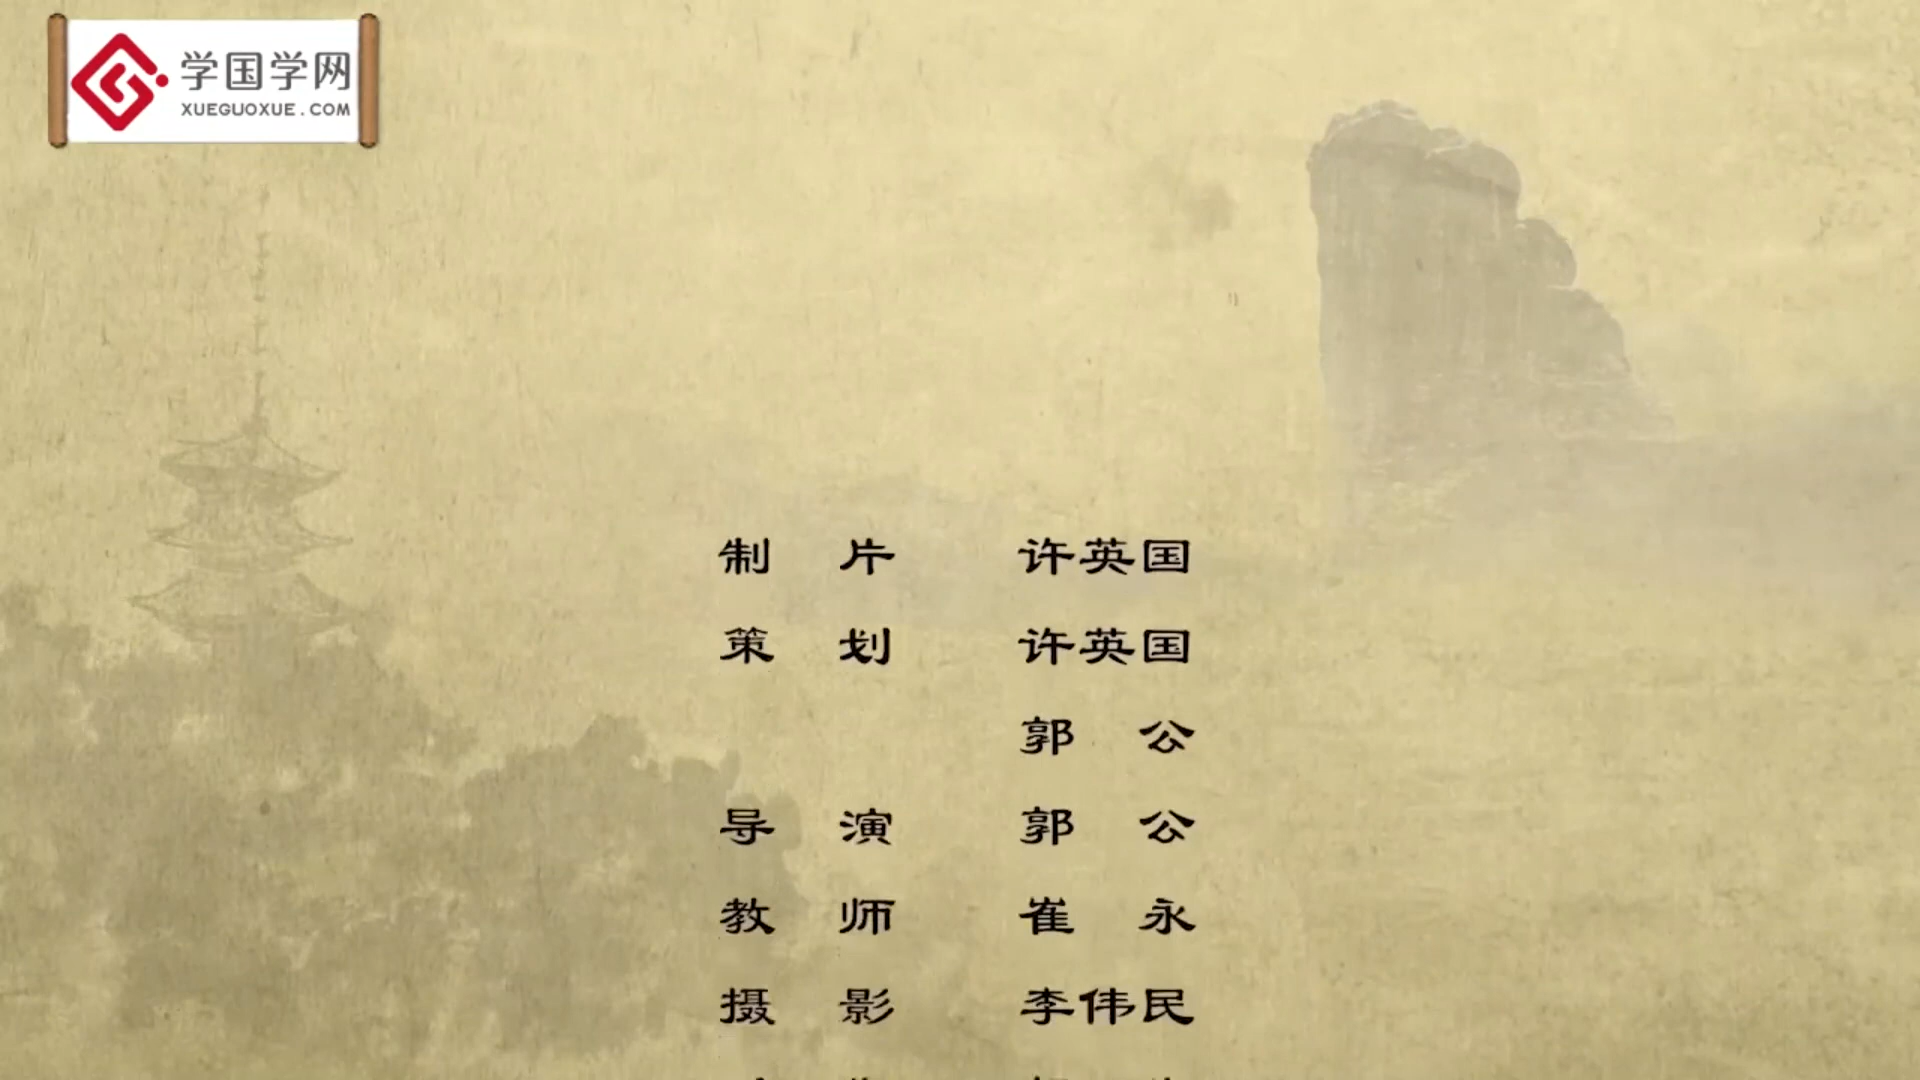 学国学网
XUEGUOXUE.COM
制 片 许英国
策 划 许英国
郭 公
导 演 郭 公
教 师 崔 永
摄 影 李伟民